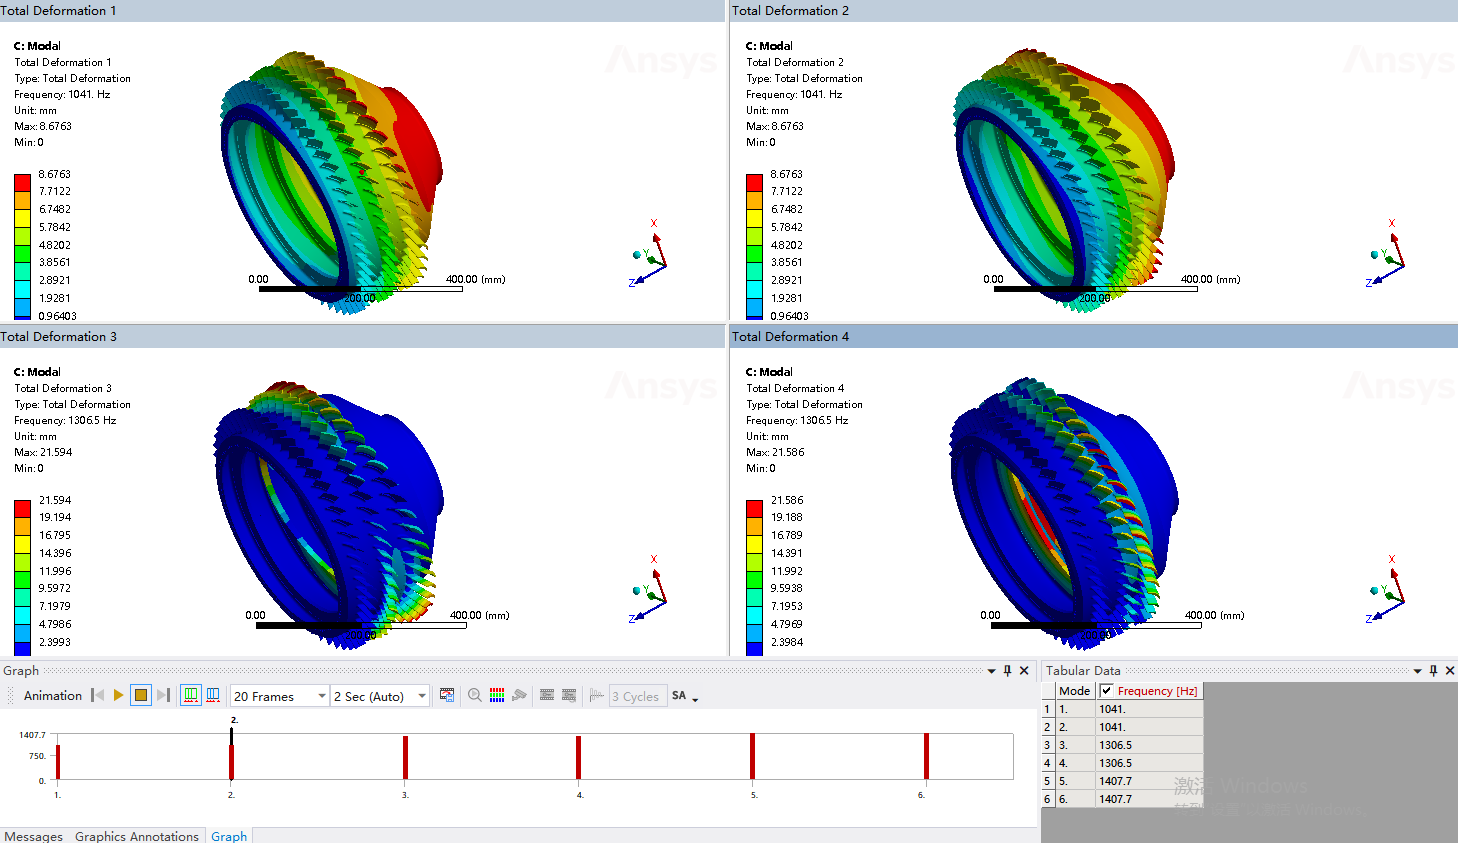 Total Deformation 1
C: Modal
Total Deformation 1
Type: Total Deformation
Frequency: 1041. Hz
Unit: mm
Max: 8.6763
Min: 0
8.6763
7.7122
6.7482
5.7842
4.8202
3.8561
2.8921
1.9281
0.96403
Ansys
X
Y
Z
0.00
400.00 (mm)
200.00
Total Deformation 2
C: Modal
Total Deformation 2
Type: Total Deformation
Frequency: 1041. Hz
Unit: mm
Max: 8.6763
Min: 0
8.6763
7.7122
6.7482
5.7842
4.8202
3.8561
2.8921
1.9281
0.96403
Ansys
X
Y
Z
0.00
400.00 (mm)
200.00
Total Deformation 3
C: Modal
Total Deformation 3
Type: Total Deformation
Frequency: 1306.5 Hz
Unit: mm
Max: 21.594
Min: 0
21.594
19.194
16.795
14.396
11.996
9.5972
7.1979
4.7986
2.3993
Ansys
X
Y
Z
0.00
400.00 (mm)
200.00
Total Deformation 4
C: Modal
Total Deformation 4
Type: Total Deformation
Frequency: 1306.5 Hz
Unit: mm
Max: 21.586
Min: 0
21.586
19.188
16.789
14.391
11.992
9.5938
7.1953
4.7969
2.3984
Ansys
X
Y
Z
0.00
400.00 (mm)
200.00
Graph
Animation 20 Frames 2 Sec (Auto) 3 Cycles SA
2.
1407.7
750.
0.
1. 2. 3. 4. 5. 6.
Messages Graphics Annotations Graph
Tabular Data
Mode Frequency [Hz]
1 1. 1041.
2 2. 1041.
3 3. 1306.5
4 4. 1306.5
5 5. 1407.7
6 6. 1407.7
激活 Windows
转到"设置"以激活 Windows。